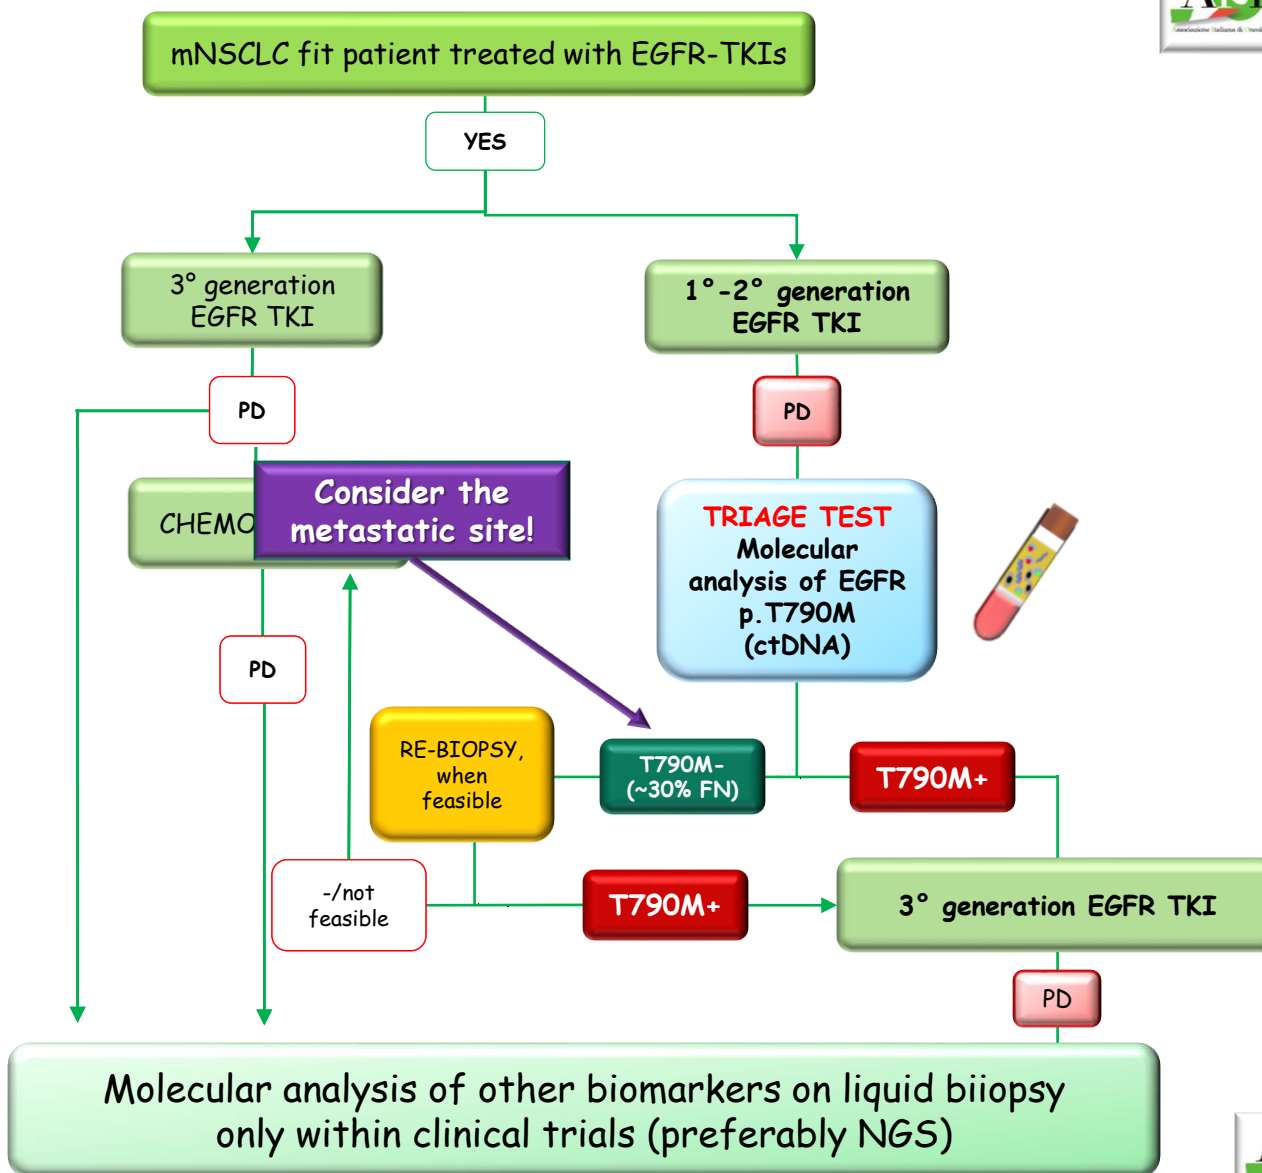 mNSCLC fit patient treated with EGFR-TKIs
YES
3° generation
EGFR TKI
1°-2° generation
EGFR TKI
PD
PD
CHEMO
Consider the
metastatic site!
TRIAGE TEST
Molecular
analysis of EGFR
p.T790M
(ctDNA)
PD
RE-BIOPSY,
when
feasible
T790M-
(~30% FN)
T790M+
-/not
feasible
T790M+
3° generation EGFR TKI
PD
Molecular analysis of other biomarkers on liquid biiopsy
only within clinical trials (preferably NGS)
Associazione Italiana di